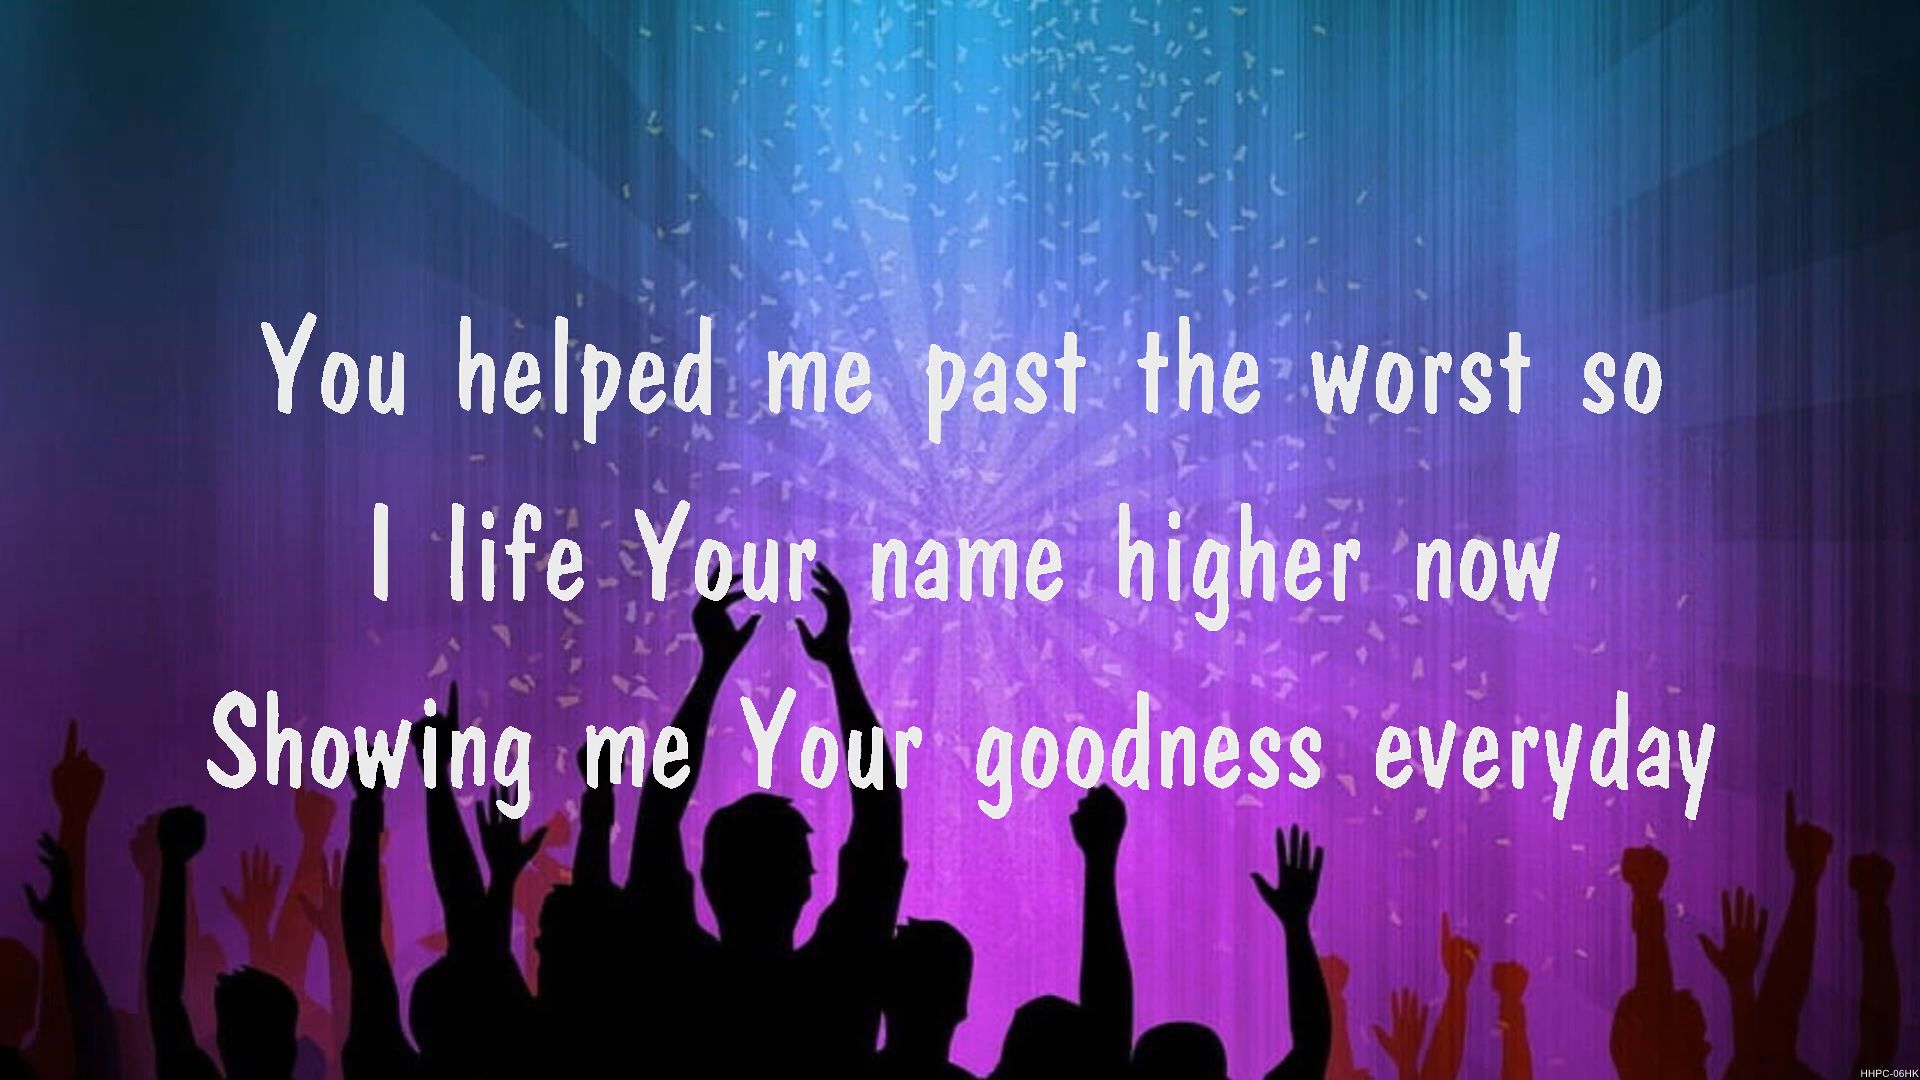 You helped me past the worst so
I life Your name higher now
Showing me Your goodness everyday
HHPC-06HK